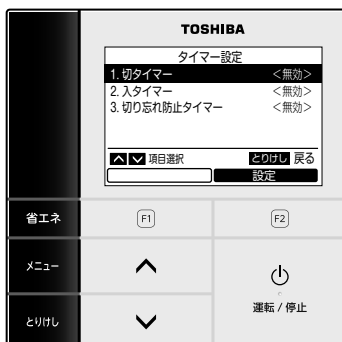 TOSHIBA
タイマー設定
1. 切タイマー <無効>
2. 入タイマー <無効>
3. 切り忘れ防止タイマー <無効>
項目選択 とりけし 戻る
設定
省エネ F1 F2
メニュー
運転 / 停止
とりけし